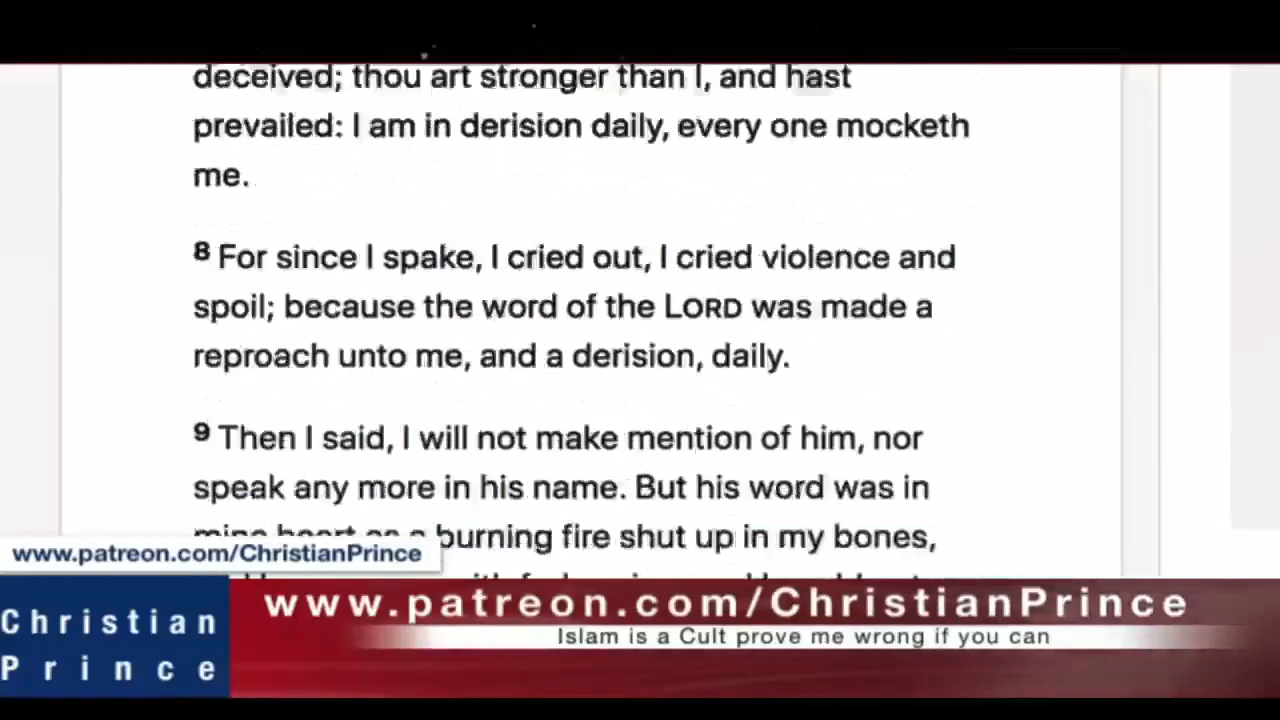 deceived; thou art stronger than I, and hast
prevailed: I am in derision daily, every one mocketh
me.
8 For since I spake, I cried out, I cried violence and
spoil; because the word of the LORD was made a
reproach unto me, and a derision, daily.
9 Then I said, I will not make mention of him, nor
speak any more in his name. But his word was in
burning fire shut up in my bones,
www.patreon.com/ChristianPrince
Christian
Prince
www.patreon.com/ChristianPrince
Islam is a Cult prove me wrong if you can